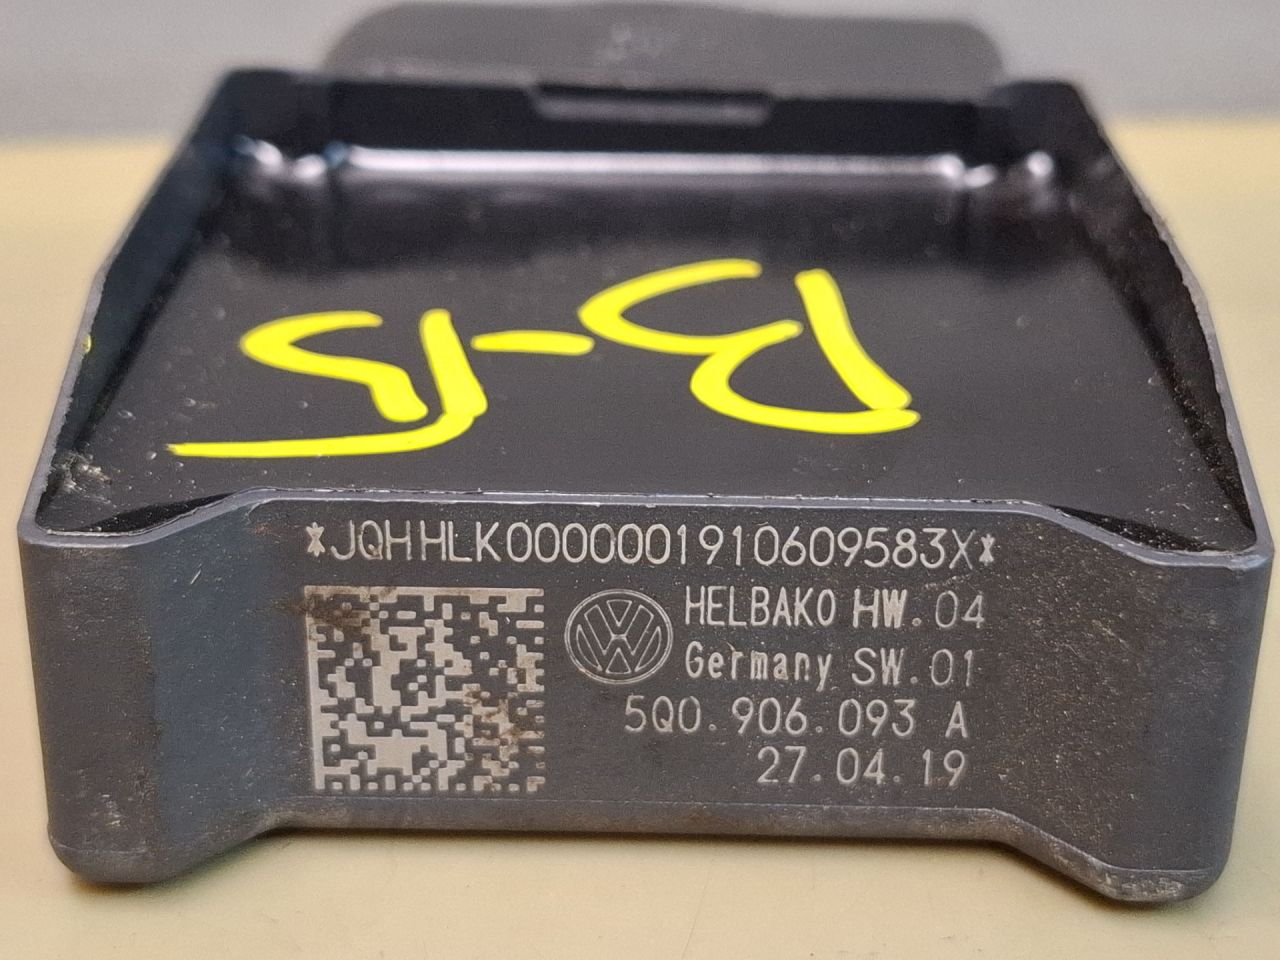 B-15
*JQHHLK0000001910609583X*
HELBAKO HW.04
Germany SW.01
5Q0.906.093 A
27.04.19